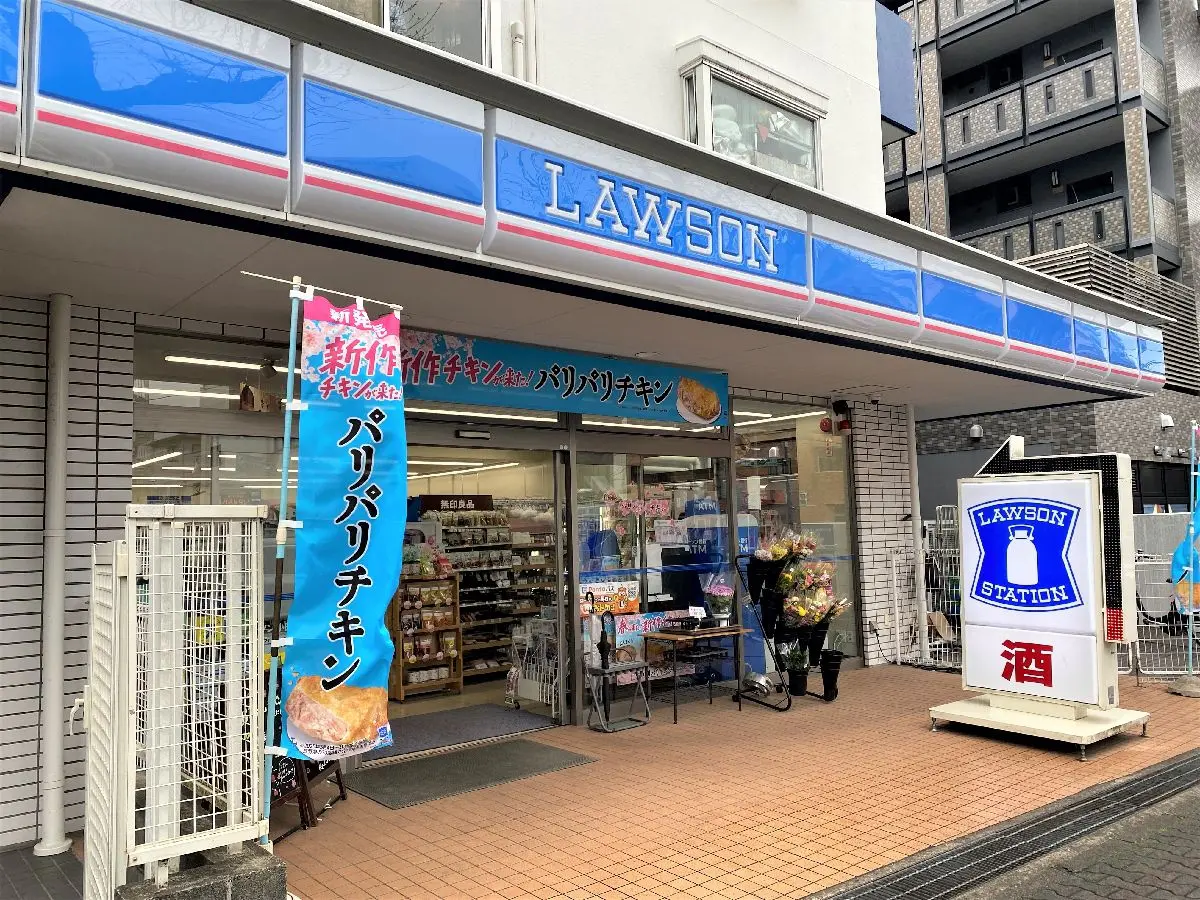 LAWSON
新発売
新作
チキンが来た!
パリパリチキン
新作チキンが来た!パリパリチキン
無印良品
ATM
ATM
LAWSON
STATION
酒